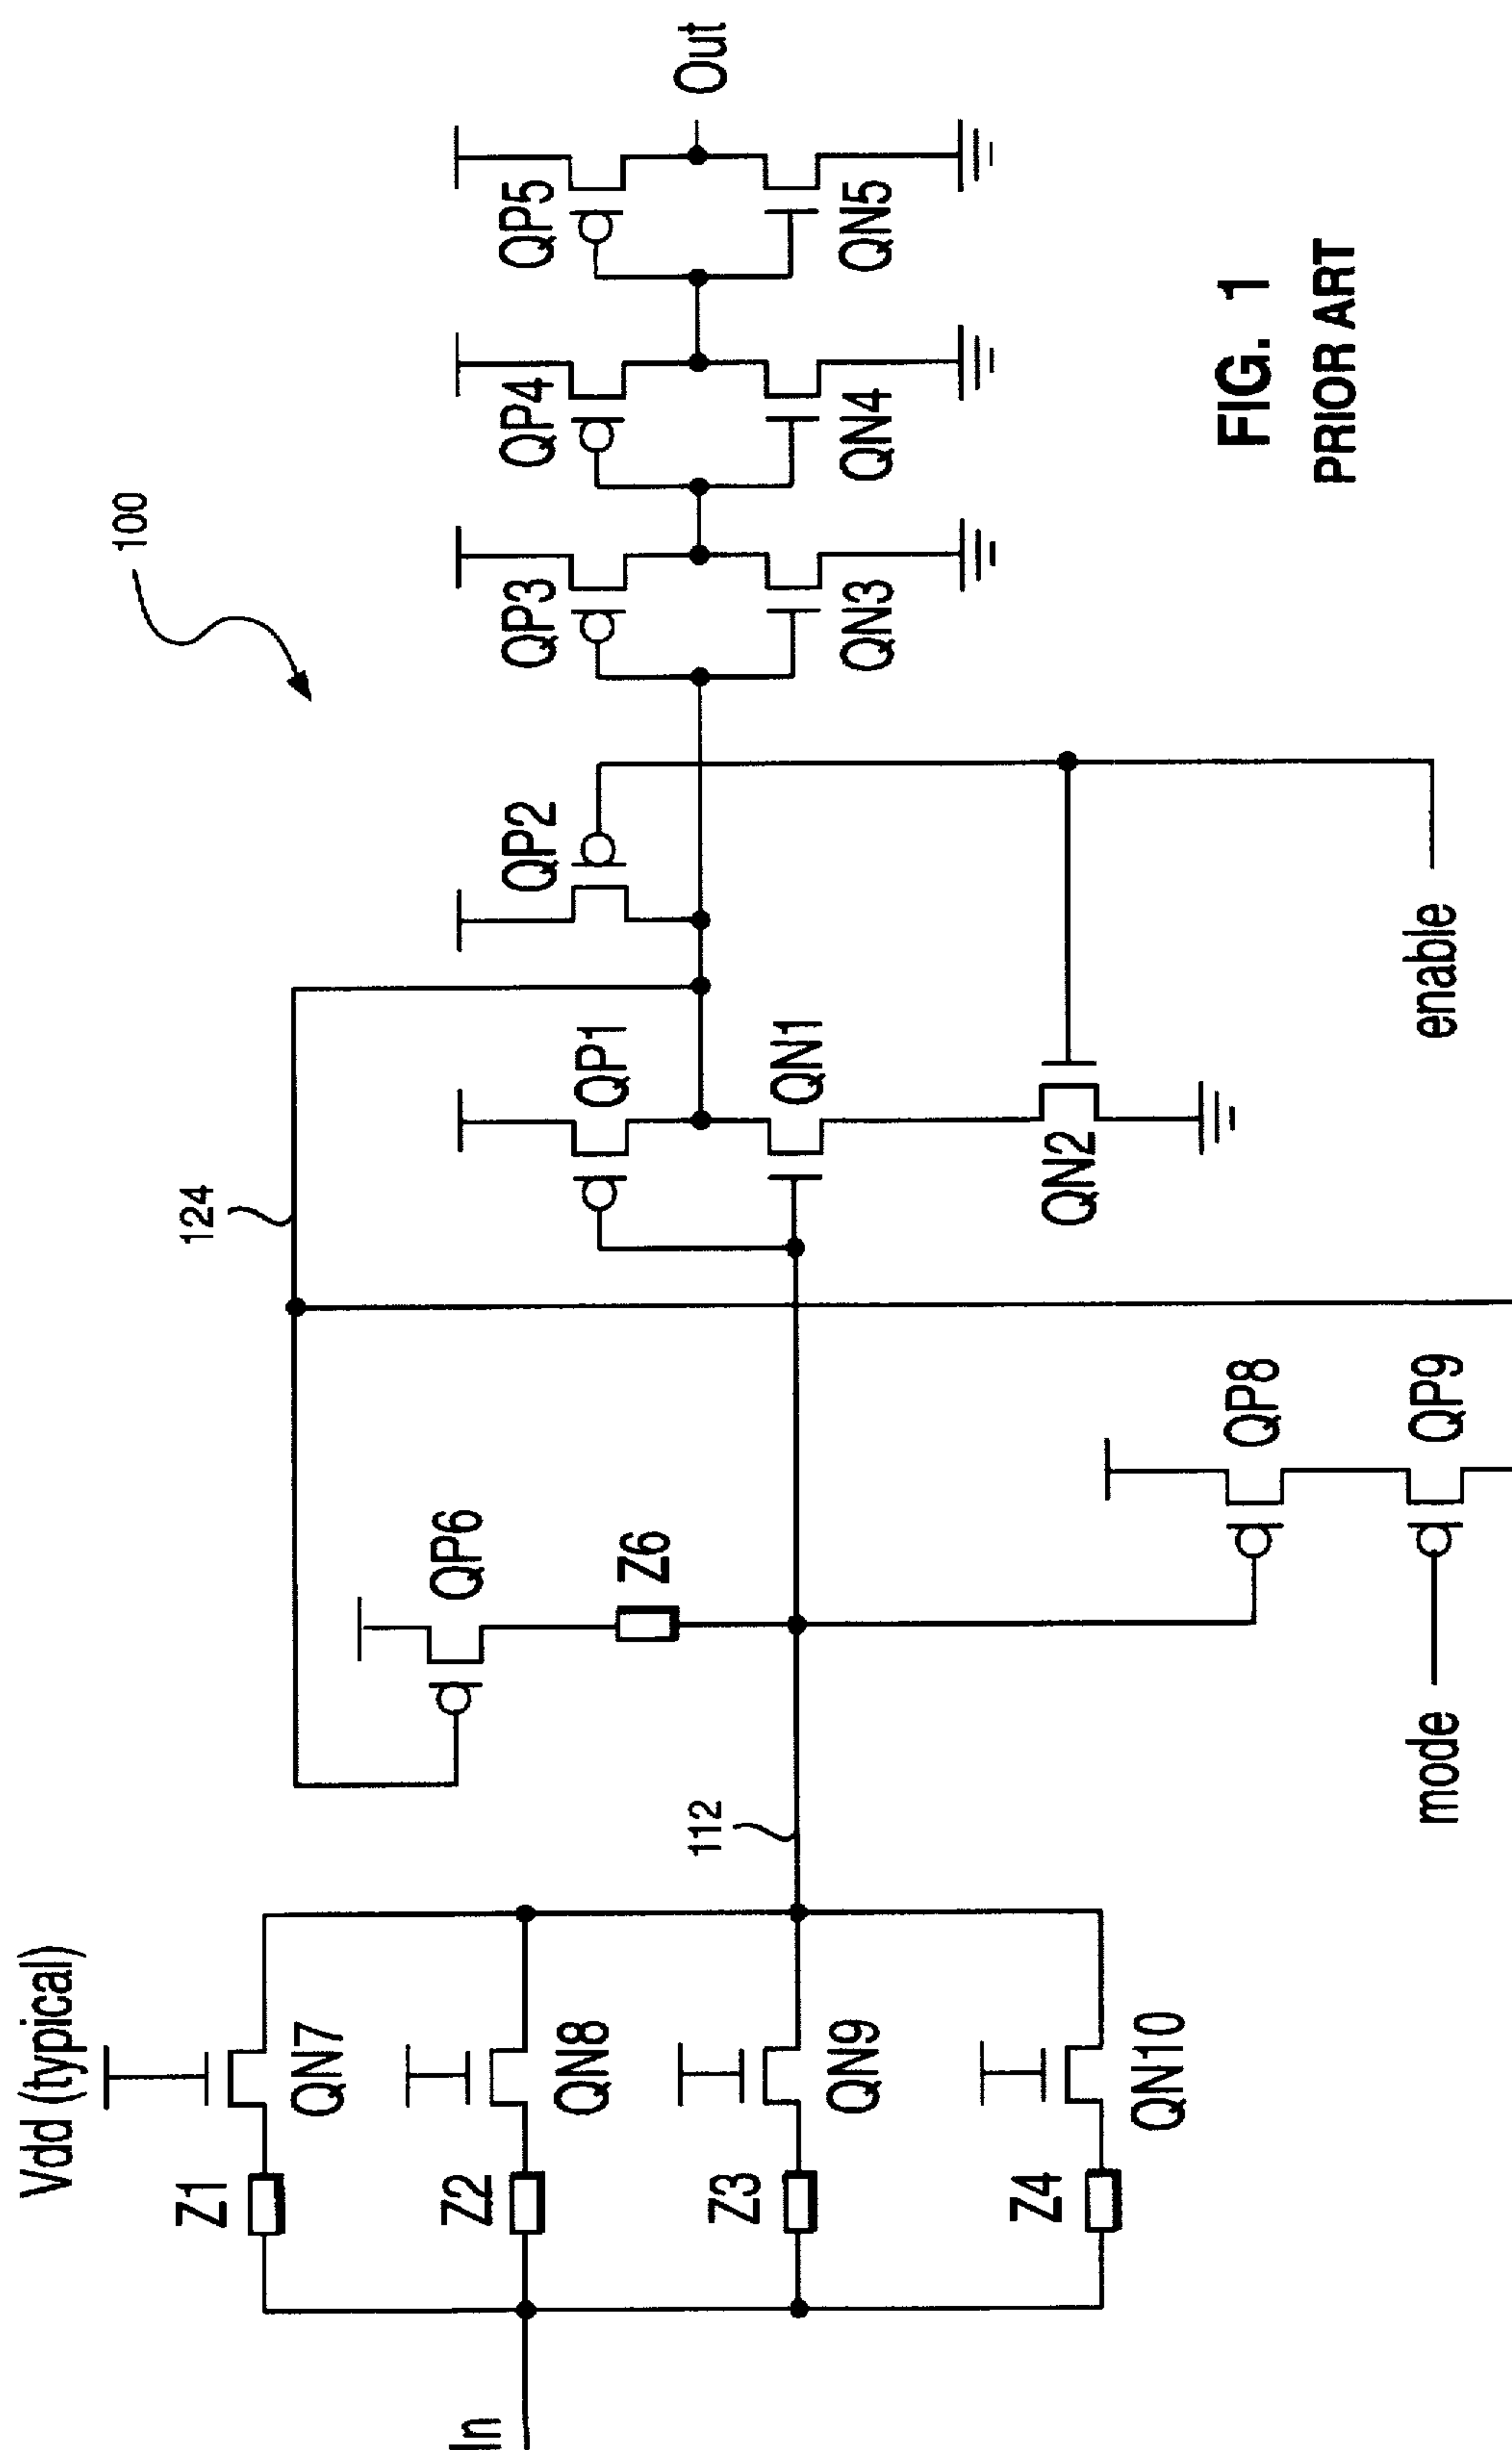 100
Vdd (typical)
124
Z1
QN7
QP6
QP1
QP2
QP3
QP4
QP5
Out
In
Z2
QN8
Z6
112
Z3
QN9
QN1
QN3
QN4
QN5
Z4
QN10
QN2
QP8
mode
QP9
enable
FIG. 1
PRIOR ART